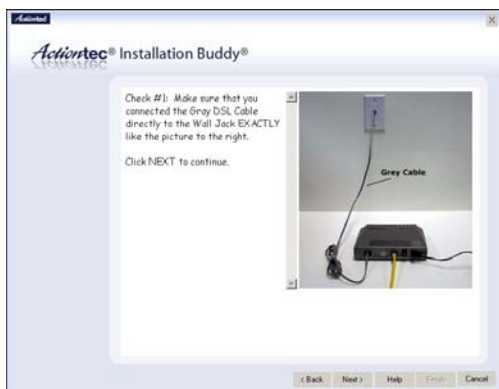 Actiontec
Actiontec® Installation Buddy®
Check #1: Make sure that you
connected the Gray DSL Cable
directly to the Wall Jack EXACTLY
like the picture to the right.
Click NEXT to continue.
Grey Cable
< Back Next > Help Finish Cancel